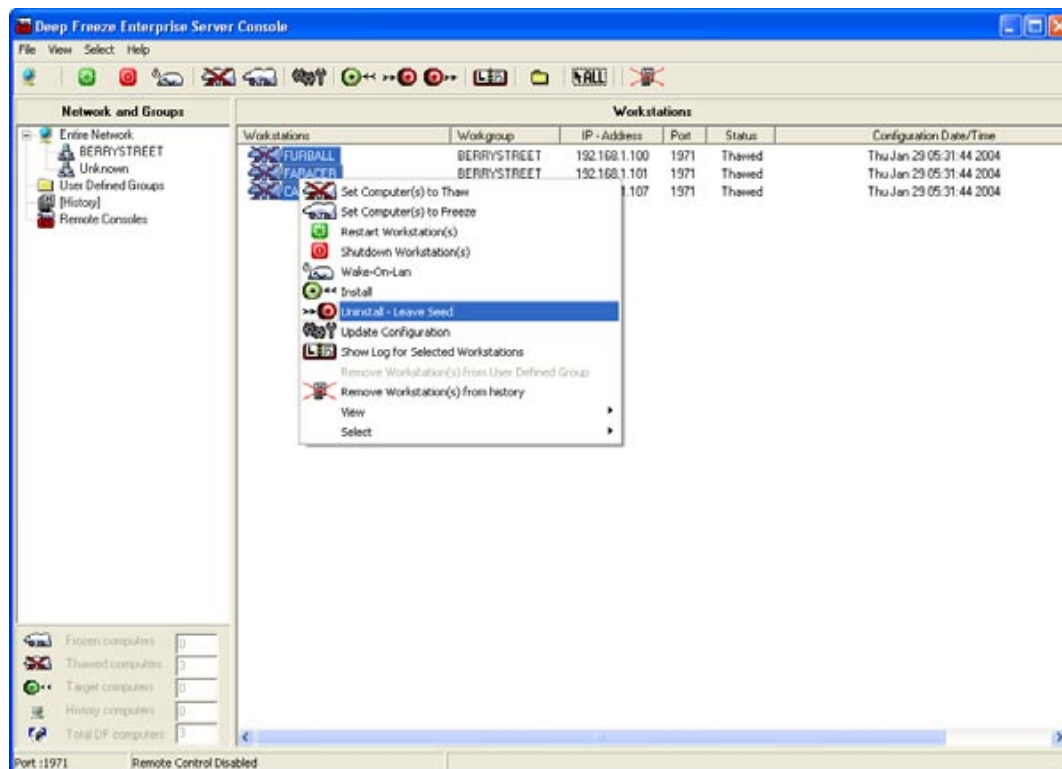 Deep Freeze Enterprise Server Console
File View Select Help
ALL
Network and Groups
Workstations
Entire Network
BERRYSTREET
Unknown
User Defined Groups
[History]
Remote Consoles
Workstations Workgroup IP - Address Port Status Configuration Date/Time
FURBALL BERRYSTREET 192.168.1.100 1971 Thawed Thu Jan 29 05:31:44 2004
FARACER BERRYSTREET 192.168.1.101 1971 Thawed Thu Jan 29 05:31:44 2004
1.107 1971 Thawed Thu Jan 29 05:31:44 2004
Set Computer(s) to Thaw
Set Computer(s) to Freeze
Restart Workstation(s)
Shutdown Workstation(s)
Wake-On-Lan
Install
Uninstall - Leave Seed
Update Configuration
Show Log for Selected Workstations
Remove Workstation(s) from User Defined Group
Remove Workstation(s) from history
View
Select
Frozen computers 0
Thawed computers 3
Target computers 0
History computers 0
Total DF computers 3
Port :1971 Remote Control Disabled